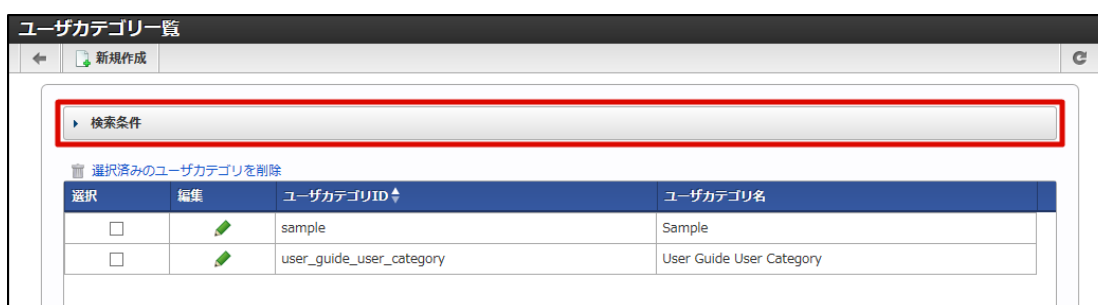 ユーザカテゴリ一覧
新規作成
検索条件
選択済みのユーザカテゴリを削除
選択 編集 ユーザカテゴリID ユーザカテゴリ名
sample Sample
user_guide_user_category User Guide User Category